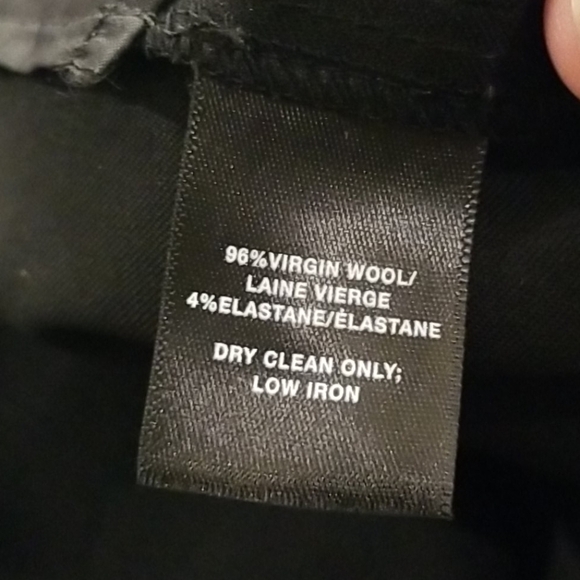 96%VIRGIN WOOL/
LAINE VIERGE
4%ELASTANE/ÉLASTANE
DRY CLEAN ONLY;
LOW IRON